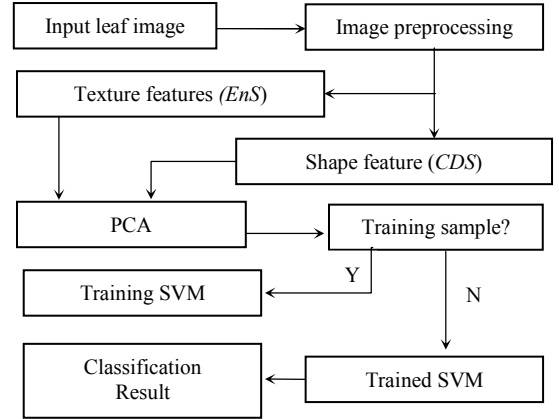 Input leaf image
Image preprocessing
Texture features (EnS)
Shape feature (CDS)
PCA
Training sample?
Y
Training SVM
N
Classification
Result
Trained SVM